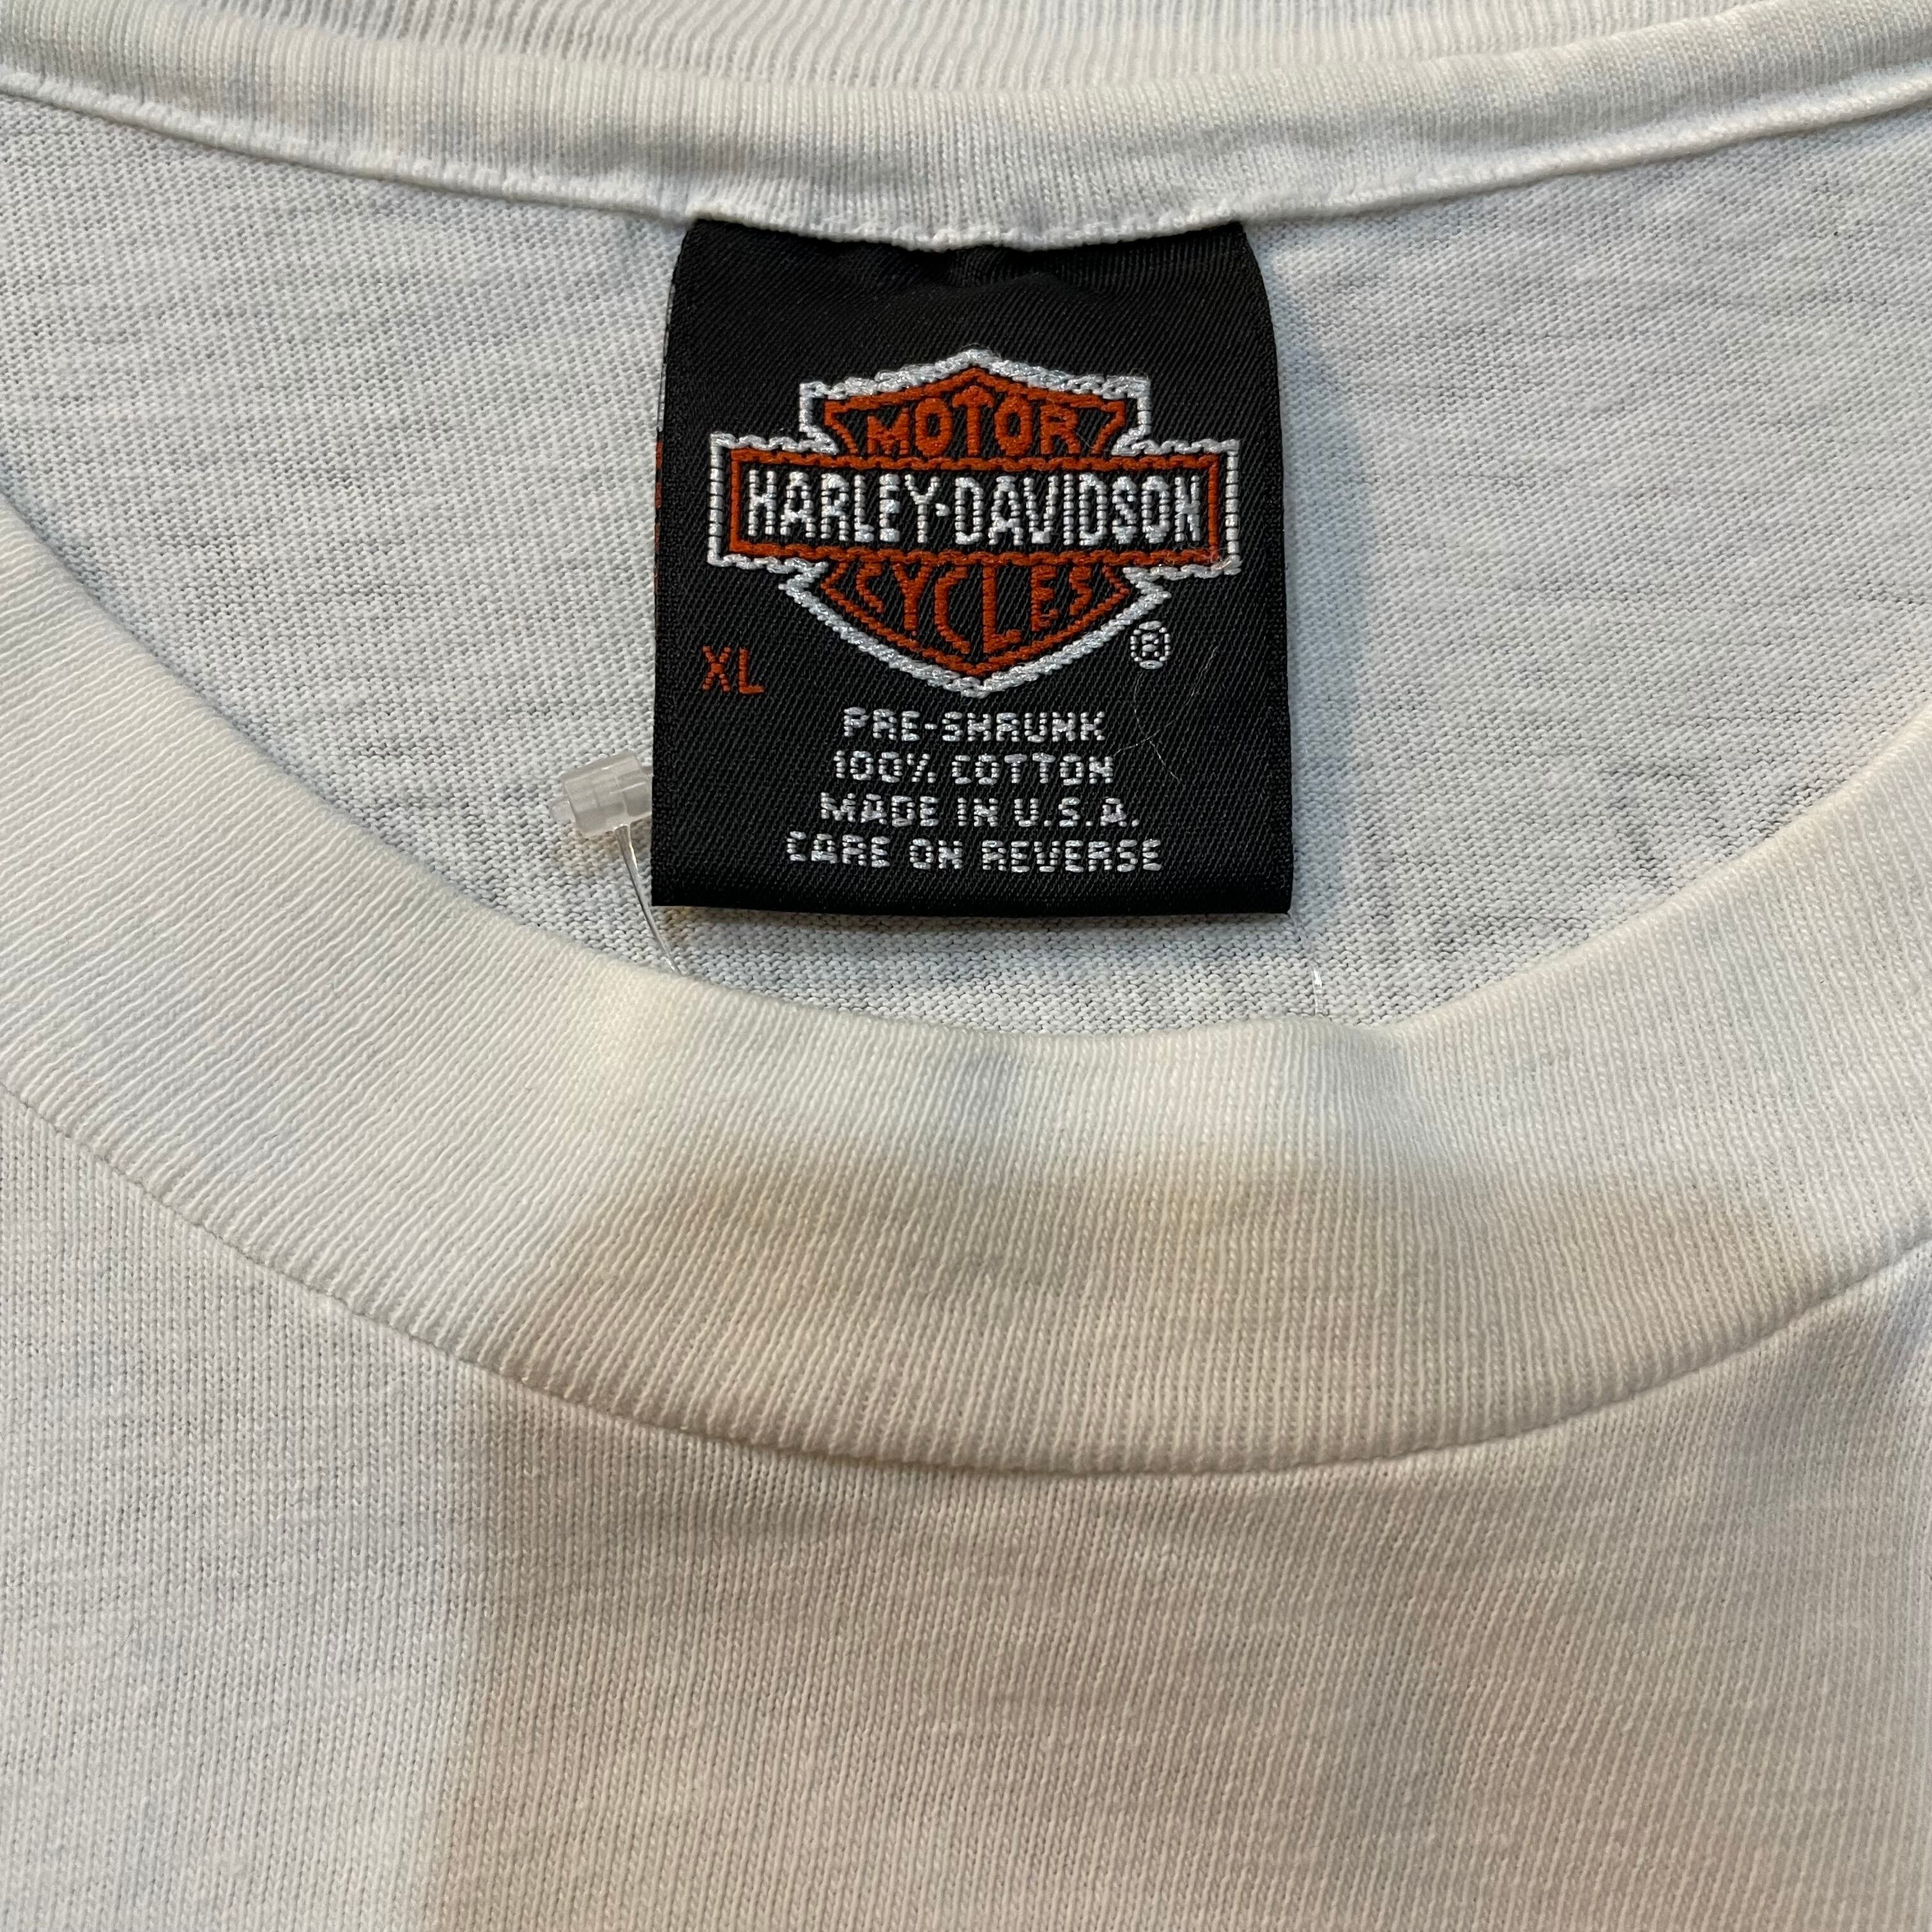 MOTOR
HARLEY-DAVIDSON
CYCLES
®
XL
PRE-SHRUNK
100% COTTON
MADE IN U.S.A.
CARE ON REVERSE